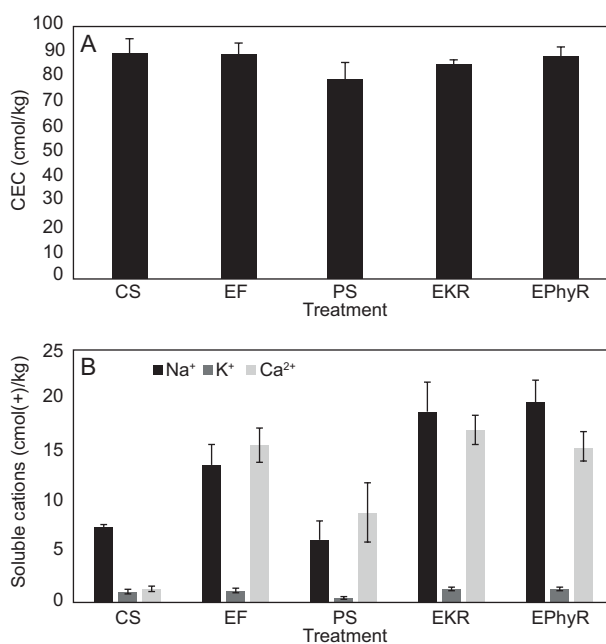 A
CEC (cmol/kg)
100
90
80
70
60
50
40
30
20
10
0
CS EF PS EKR EPhyR
Treatment
B
Na⁺ K⁺ Ca²⁺
Soluble cations (cmol(+)/kg)
25
20
15
10
5
0
CS EF PS EKR EPhyR
Treatment